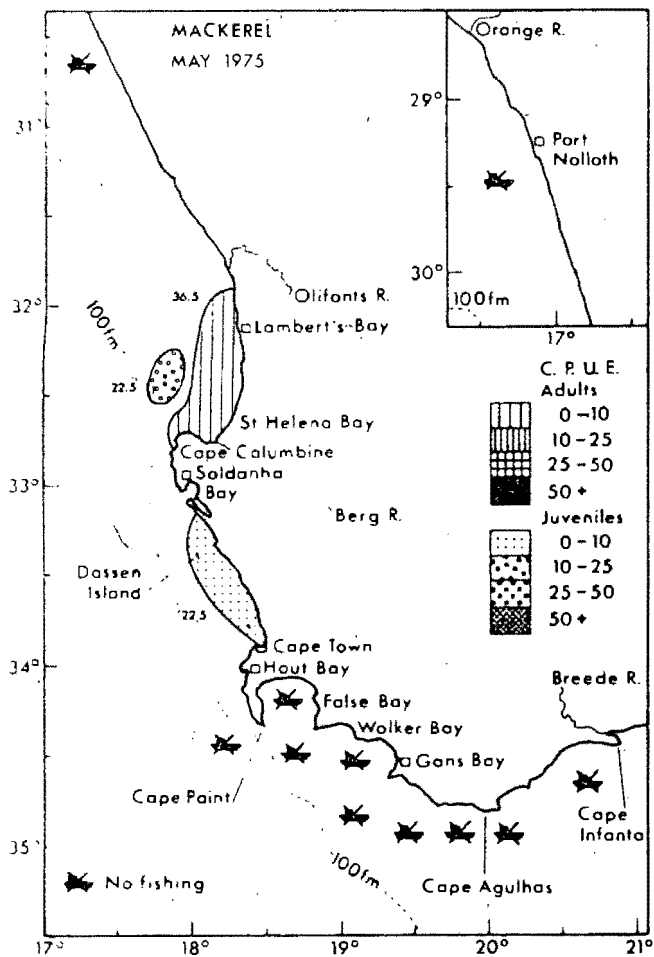 MACKEREL
MAY 1975
Orange R.
29°
Port
Nolloth
30°
100fm
17°
31°
32°
100fm
36.5
Olifonts R.
Lambert's Bay
22.5
St Helena Bay
Cape Calumbine
Soldanha
Bay
33°
Berg R.
Dassen
Island
22.5
C. P. U. E.
Adults
0-10
10-25
25-50
50+
Juveniles
0-10
10-25
25-50
50+
Cape Town
34°
Hout Bay
Breede R.
False Bay
Wolker Bay
Gans Bay
Cape Paint
Cape
Infanta
35°
100fm
No fishing
Cape Agulhas
17°
18°
19°
20°
21°